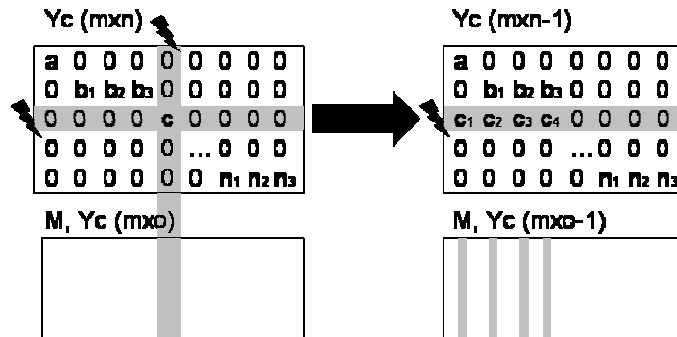 Yc (mxn)
a 0 0 0 0 0 0 0 0
0 b₁ b₂ b₃ 0 0 0 0 0
0 0 0 0 c 0 0 0 0
0 0 0 0 0 ... 0 0 0
0 0 0 0 0 0 n₁ n₂ n₃
M, Yc (mxo)
Yc (mxn-1)
a 0 0 0 0 0 0 0
0 b₁ b₂ b₃ 0 0 0 0
c₁ c₂ c₃ c₄ 0 0 0 0
0 0 0 0 ... 0 0 0
0 0 0 0 0 n₁ n₂ n₃
M, Yc (mxo-1)